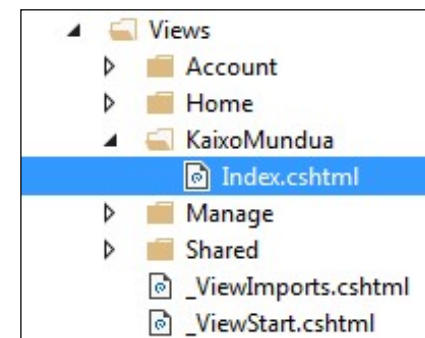 Views
Account
Home
KaixoMundua
Index.cshtml
Manage
Shared
_ViewImports.cshtml
_ViewStart.cshtml